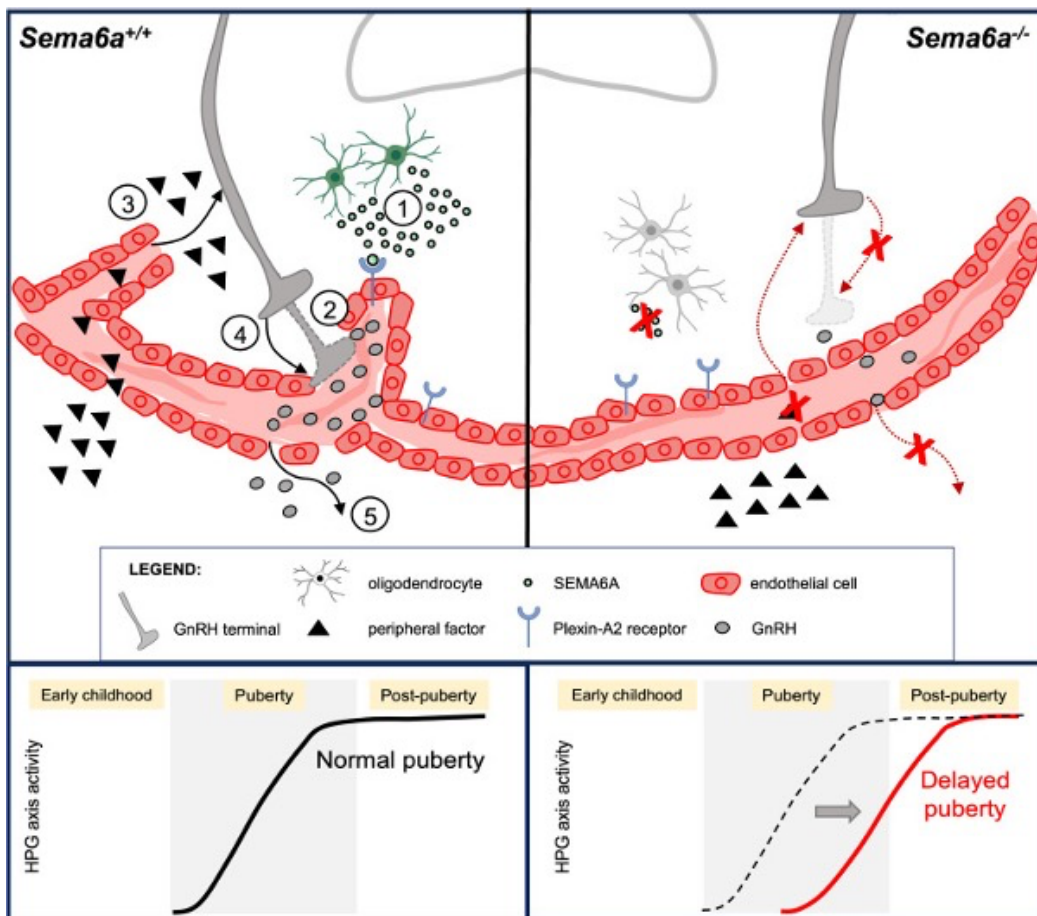 Sema6a+/+
Sema6a-/-
3
1
2
4
5
LEGEND:
oligodendrocyte
SEMA6A
endothelial cell
GnRH terminal
peripheral factor
Plexin-A2 receptor
GnRH
Early childhood
Puberty
Post-puberty
HPG axis activity
Normal puberty
Early childhood
Puberty
Post-puberty
HPG axis activity
Delayed
puberty